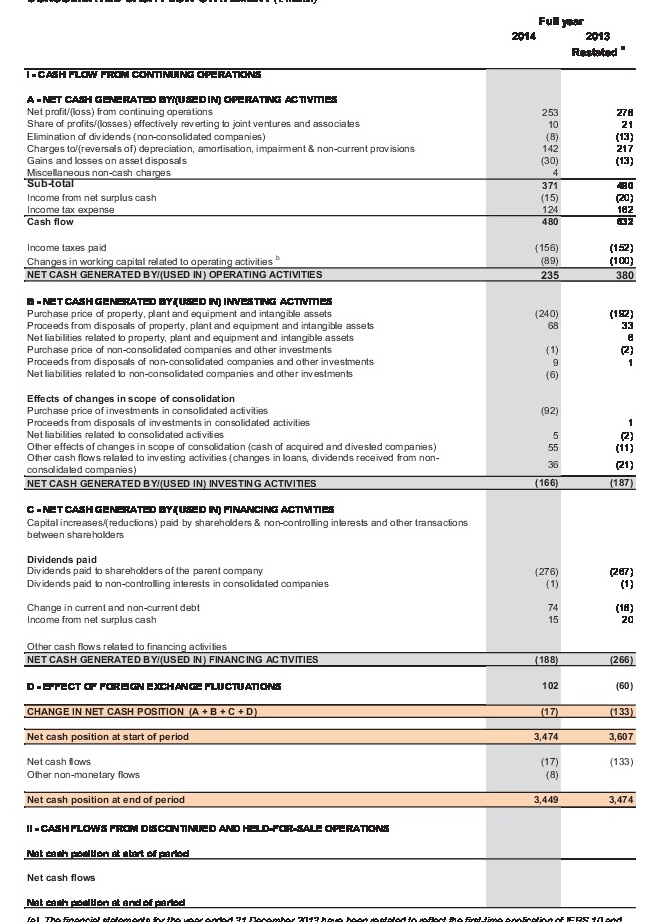 CONSOLIDATED CASH FLOW STATEMENT (€ million)
Full year
2014 2013
Restated a
I - CASH FLOW FROM CONTINUING OPERATIONS
A - NET CASH GENERATED BY/(USED IN) OPERATING ACTIVITIES
Net profit/(loss) from continuing operations 253 278
Share of profits/(losses) effectively reverting to joint ventures and associates 10 21
Elimination of dividends (non-consolidated companies) (8) (13)
Charges to/(reversals of) depreciation, amortisation, impairment & non-current provisions 142 217
Gains and losses on asset disposals (30) (13)
Miscellaneous non-cash charges 4
Sub-total 371 490
Income from net surplus cash (15) (20)
Income tax expense 124 162
Cash flow 480 632
Income taxes paid (156) (152)
Changes in working capital related to operating activities b (89) (100)
NET CASH GENERATED BY/(USED IN) OPERATING ACTIVITIES 235 380
B - NET CASH GENERATED BY/(USED IN) INVESTING ACTIVITIES
Purchase price of property, plant and equipment and intangible assets (240) (192)
Proceeds from disposals of property, plant and equipment and intangible assets 68 33
Net liabilities related to property, plant and equipment and intangible assets 6
Purchase price of non-consolidated companies and other investments (1) (2)
Proceeds from disposals of non-consolidated companies and other investments 9 1
Net liabilities related to non-consolidated companies and other investments (6)
Effects of changes in scope of consolidation
Purchase price of investments in consolidated activities (92)
Proceeds from disposals of investments in consolidated activities 1
Net liabilities related to consolidated activities 5 (2)
Other effects of changes in scope of consolidation (cash of acquired and divested companies) 55 (11)
Other cash flows related to investing activities (changes in loans, dividends received from non-
consolidated companies) 36 (21)
NET CASH GENERATED BY/(USED IN) INVESTING ACTIVITIES (166) (187)
C - NET CASH GENERATED BY/(USED IN) FINANCING ACTIVITIES
Capital increases/(reductions) paid by shareholders & non-controlling interests and other transactions
between shareholders
Dividends paid
Dividends paid to shareholders of the parent company (276) (267)
Dividends paid to non-controlling interests in consolidated companies (1) (1)
Change in current and non-current debt 74 (18)
Income from net surplus cash 15 20
Other cash flows related to financing activities
NET CASH GENERATED BY/(USED IN) FINANCING ACTIVITIES (188) (266)
D - EFFECT OF FOREIGN EXCHANGE FLUCTUATIONS 102 (60)
CHANGE IN NET CASH POSITION (A + B + C + D) (17) (133)
Net cash position at start of period 3,474 3,607
Net cash flows (17) (133)
Other non-monetary flows (8)
Net cash position at end of period 3,449 3,474
II - CASH FLOWS FROM DISCONTINUED AND HELD-FOR-SALE OPERATIONS
Net cash position at start of period
Net cash flows
Net cash position at end of period
(a) The financial statements for the year ended 31 December 2013 have been restated to reflect the first-time application of IFRS 10 and